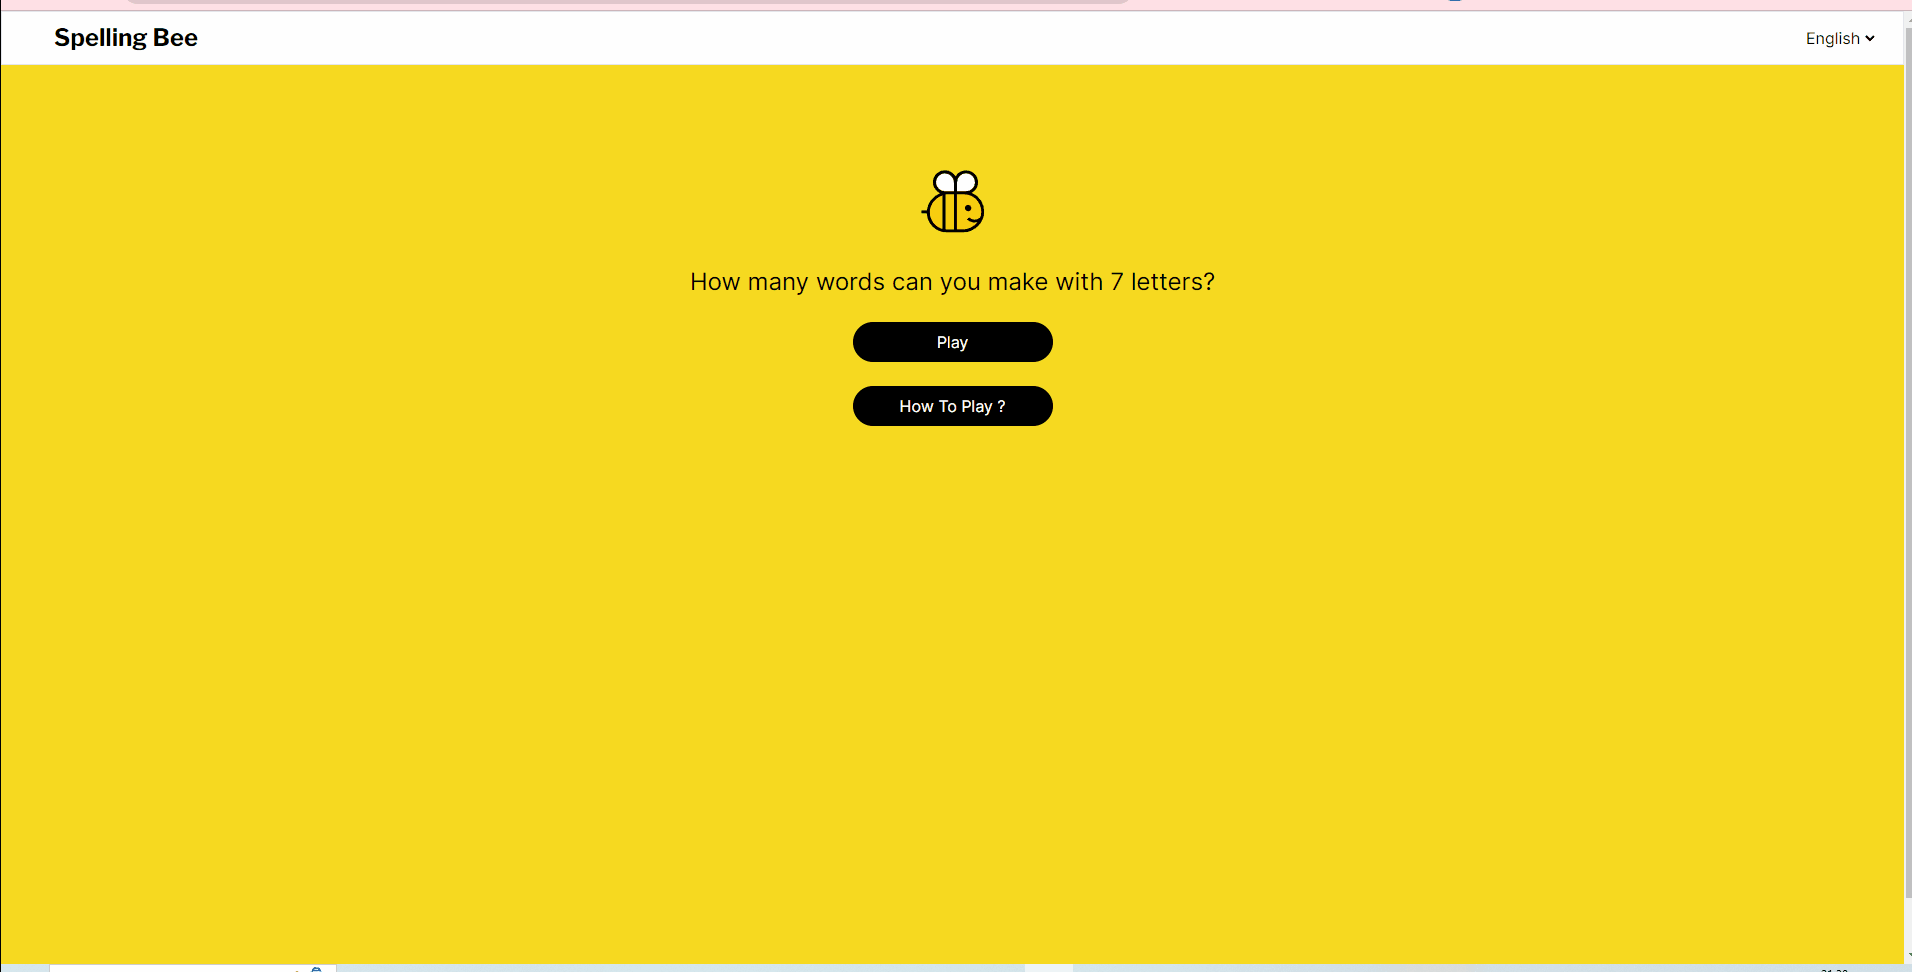 Spelling Bee
English
How many words can you make with 7 letters?
Play
How To Play ?